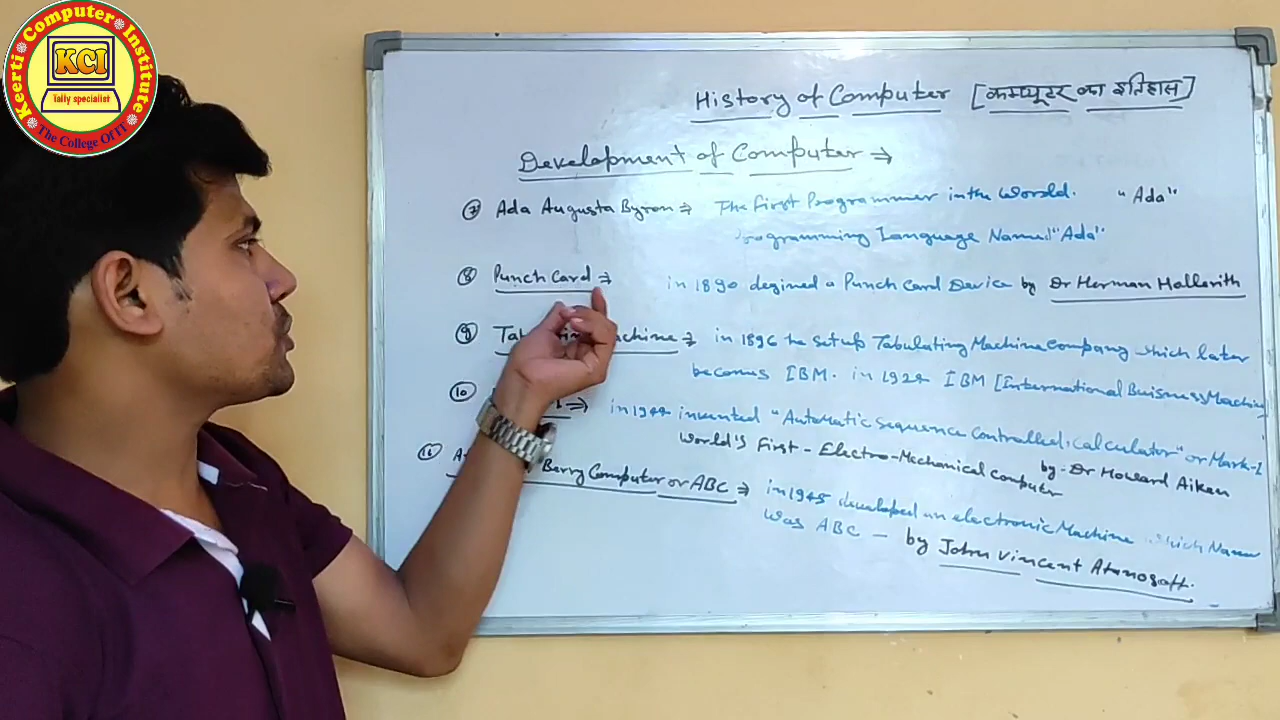 Keerti Computer Institute
KCI
Tally specialist
The College Of IT
History of Computer [कम्प्यूटर का इतिहास]
Development of Computer ⇒
⑦ Ada Augusta Byron ⇒ The First Programmer in the World. "Ada"
Programming Language Name "Ada"
⑧ Punch Card ⇒ in 1890 degined a Punch Card Device by Dr Herman Hollerith
⑨ machine ⇒ in 1896 he setup Tabulating Machine Company which later
becomes IBM. in 1924 IBM [International Buisness Machine
⑩ ⇒ in 1944 invented "Automatic Sequence Controlled Calculator" or Mark-I
World's First - Electro-Mechanical Computer by - Dr Howard Aiken
Berry Computer or ABC ⇒ in 1945 developed an electronic Machine which Name
Was ABC - by John Vincent Atanosaff.